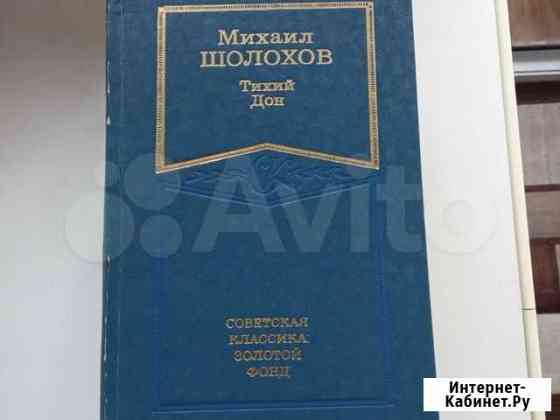 Михаил
ШОЛОХОВ
Тихий
Дон
Avito
СОВЕТСКАЯ
КЛАССИКА:
ЗОЛОТОЙ
ФОНД
Интернет-
Кабинет.Ру